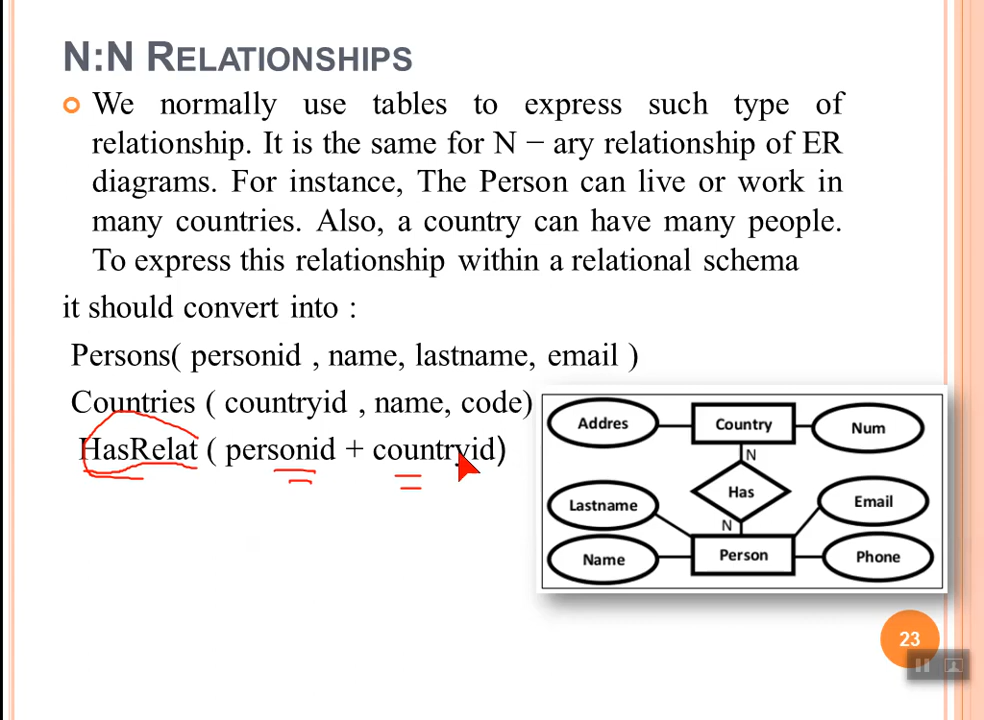 N:N RELATIONSHIPS
We normally use tables to express such type of
relationship. It is the same for N − ary relationship of ER
diagrams. For instance, The Person can live or work in
many countries. Also, a country can have many people.
To express this relationship within a relational schema
it should convert into :
Persons( personid , name, lastname, email )
Countries ( countryid , name, code)
HasRelat ( personid + countryid)
Addres
Country
Num
N
Has
Lastname
Email
N
Name
Person
Phone
23